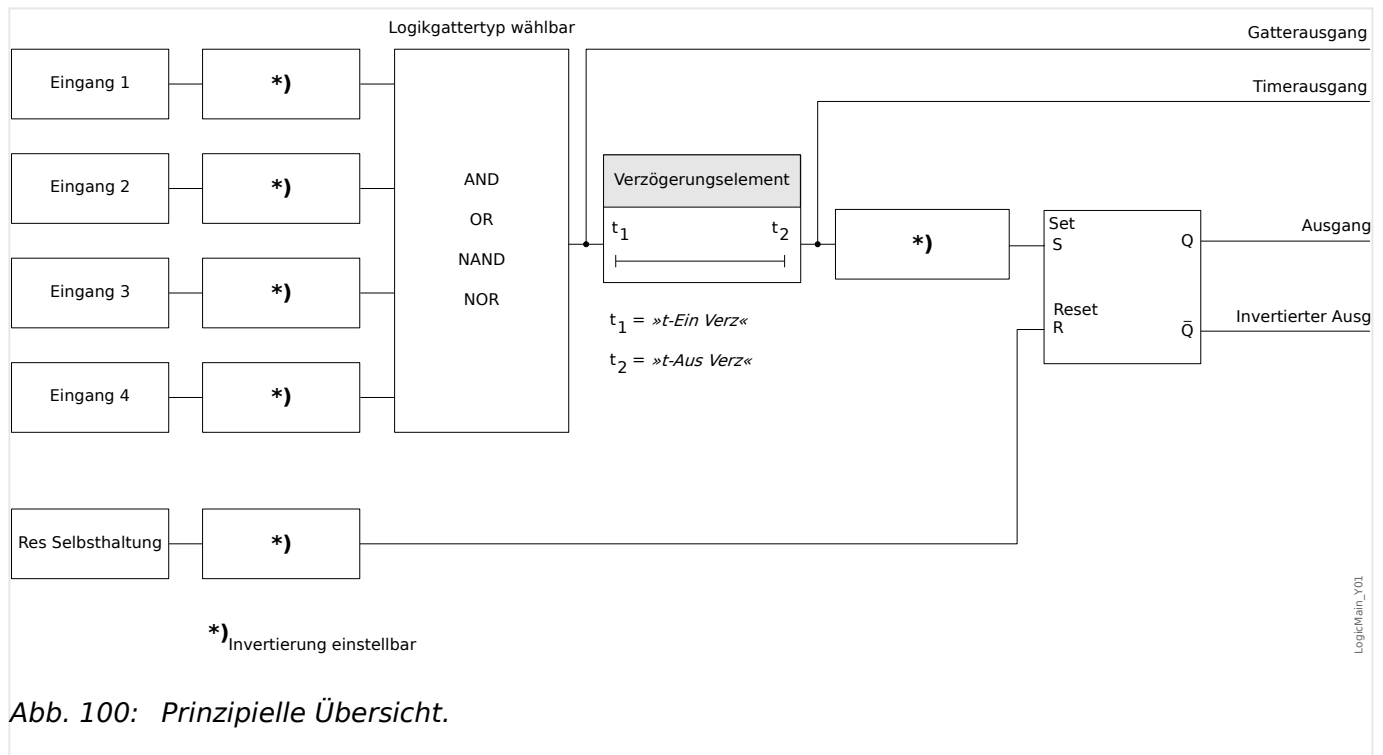 Logikgattertyp wählbar
Gatterausgang
Timerausgang
Eingang 1
*)
Eingang 2
*)
AND
OR
NAND
NOR
Verzögerungselement
t1
t2
*)
Set
S
Q
Ausgang
Eingang 3
*)
Reset
R
Q̅
Invertierter Ausg
t1 = »t-Ein Verz«
t2 = »t-Aus Verz«
Eingang 4
*)
Res Selbsthaltung
*)
*) Invertierung einstellbar
LogicMain_Y01
Abb. 100: Prinzipielle Übersicht.